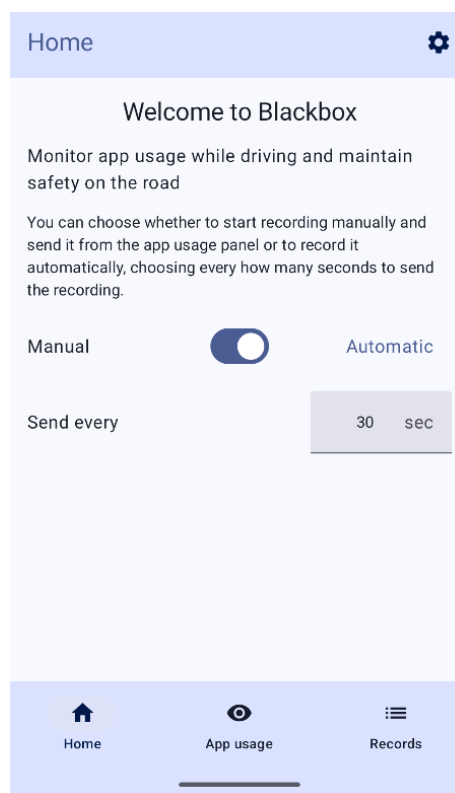 Home
Welcome to Blackbox
Monitor app usage while driving and maintain
safety on the road
You can choose whether to start recording manually and
send it from the app usage panel or to record it
automatically, choosing every how many seconds to send
the recording.
Manual Automatic
Send every 30 sec
Home App usage Records